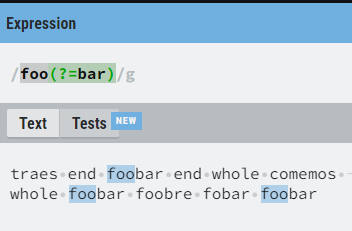 Expression
/foo(?=bar)/g
Text Tests NEW
traes end foobar end whole comemos
whole foobar foobre fobar foobar